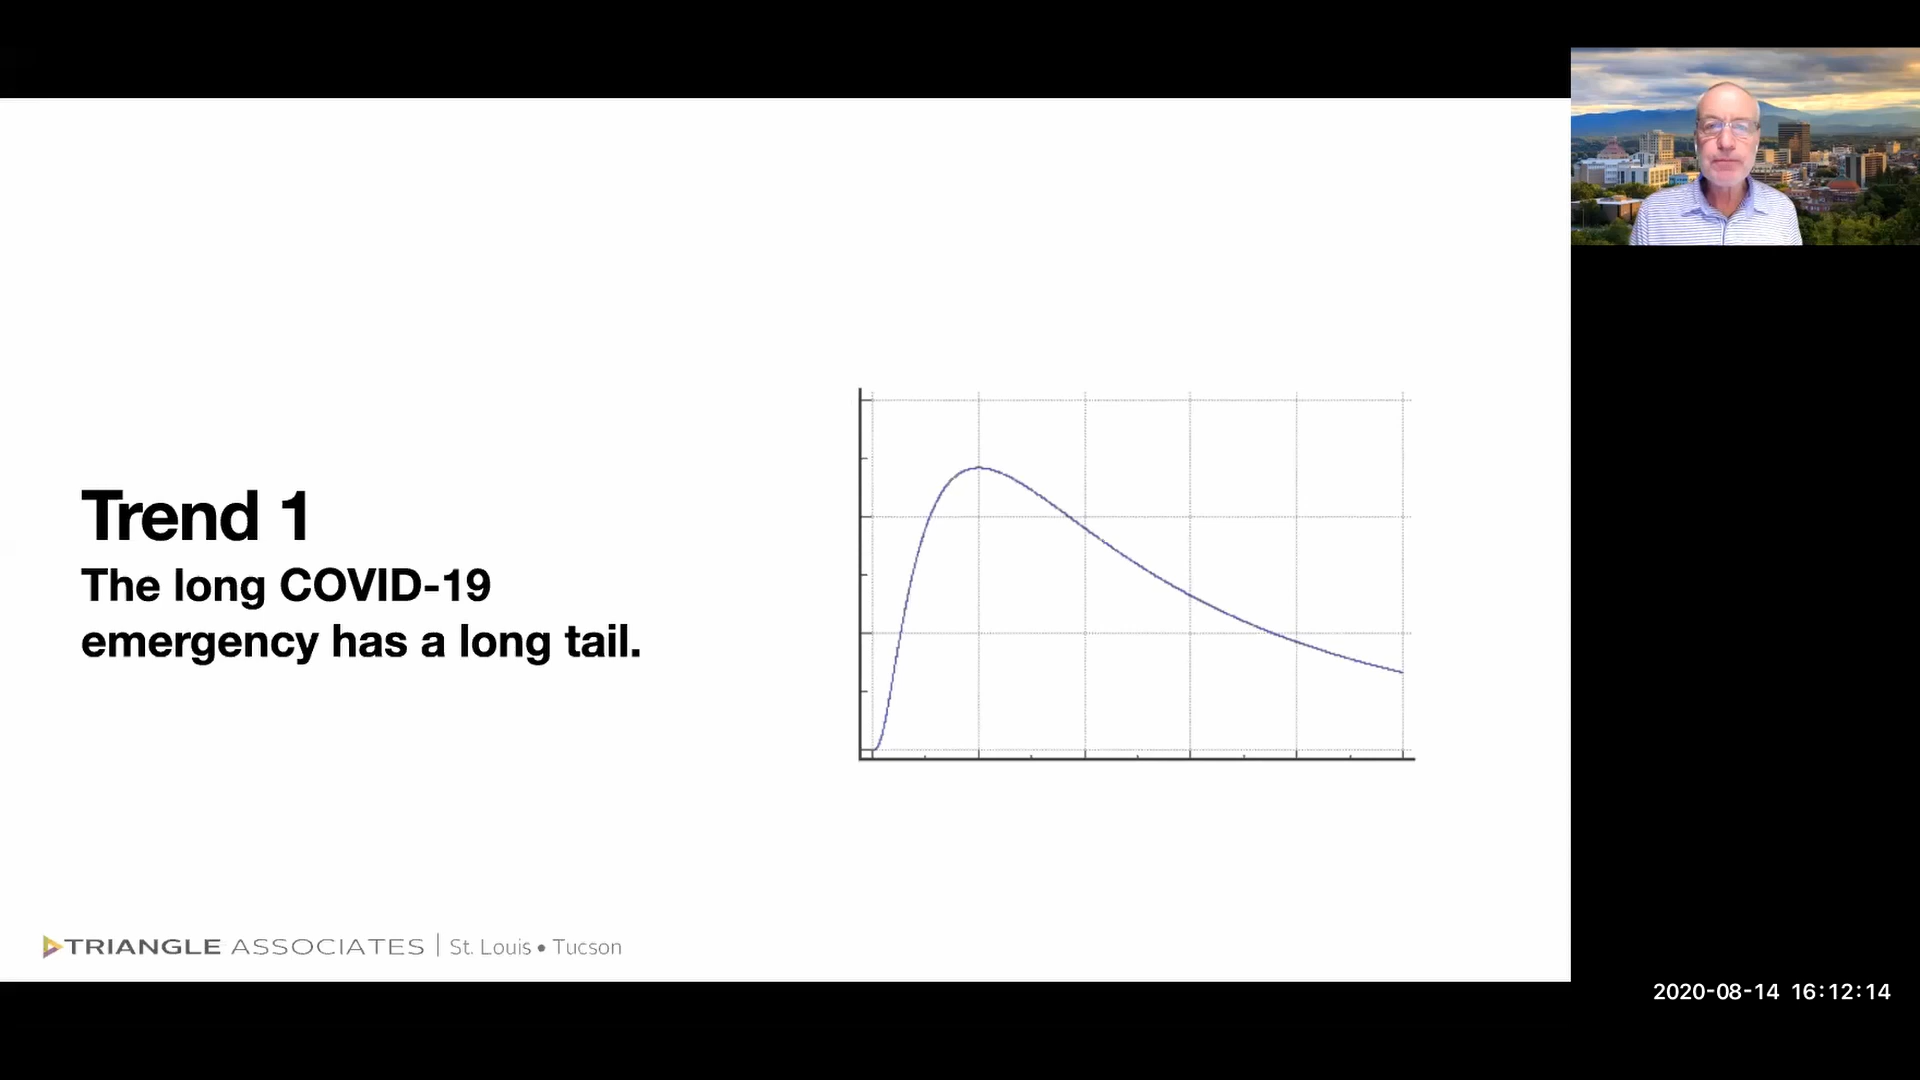 Trend 1
The long COVID-19
emergency has a long tail.
TRIANGLE ASSOCIATES | St. Louis • Tucson
2020-08-14 16:12:14